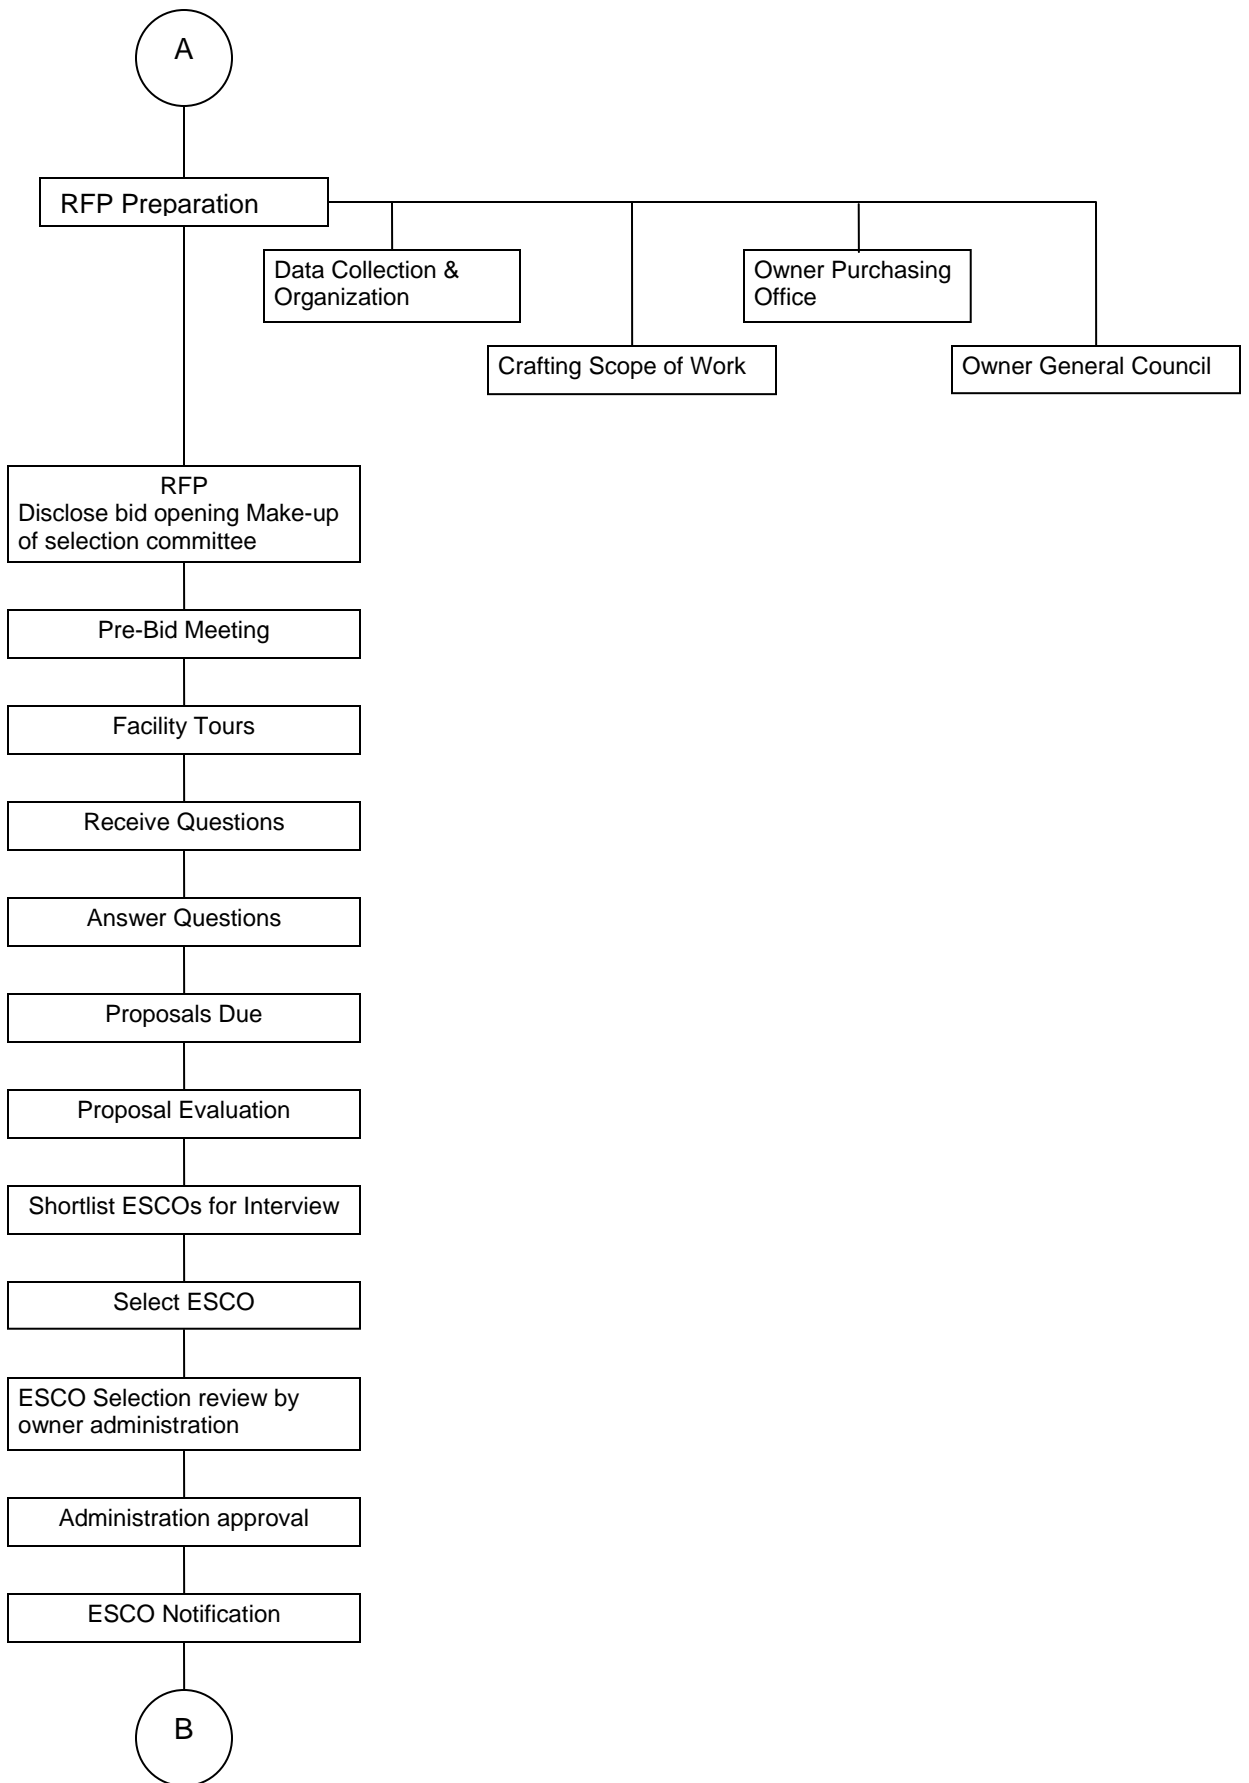 A
RFP Preparation
Data Collection &
Organization
Owner Purchasing
Office
Crafting Scope of Work
Owner General Council
RFP
Disclose bid opening Make-up
of selection committee
Pre-Bid Meeting
Facility Tours
Receive Questions
Answer Questions
Proposals Due
Proposal Evaluation
Shortlist ESCOs for Interview
Select ESCO
ESCO Selection review by
owner administration
Administration approval
ESCO Notification
B